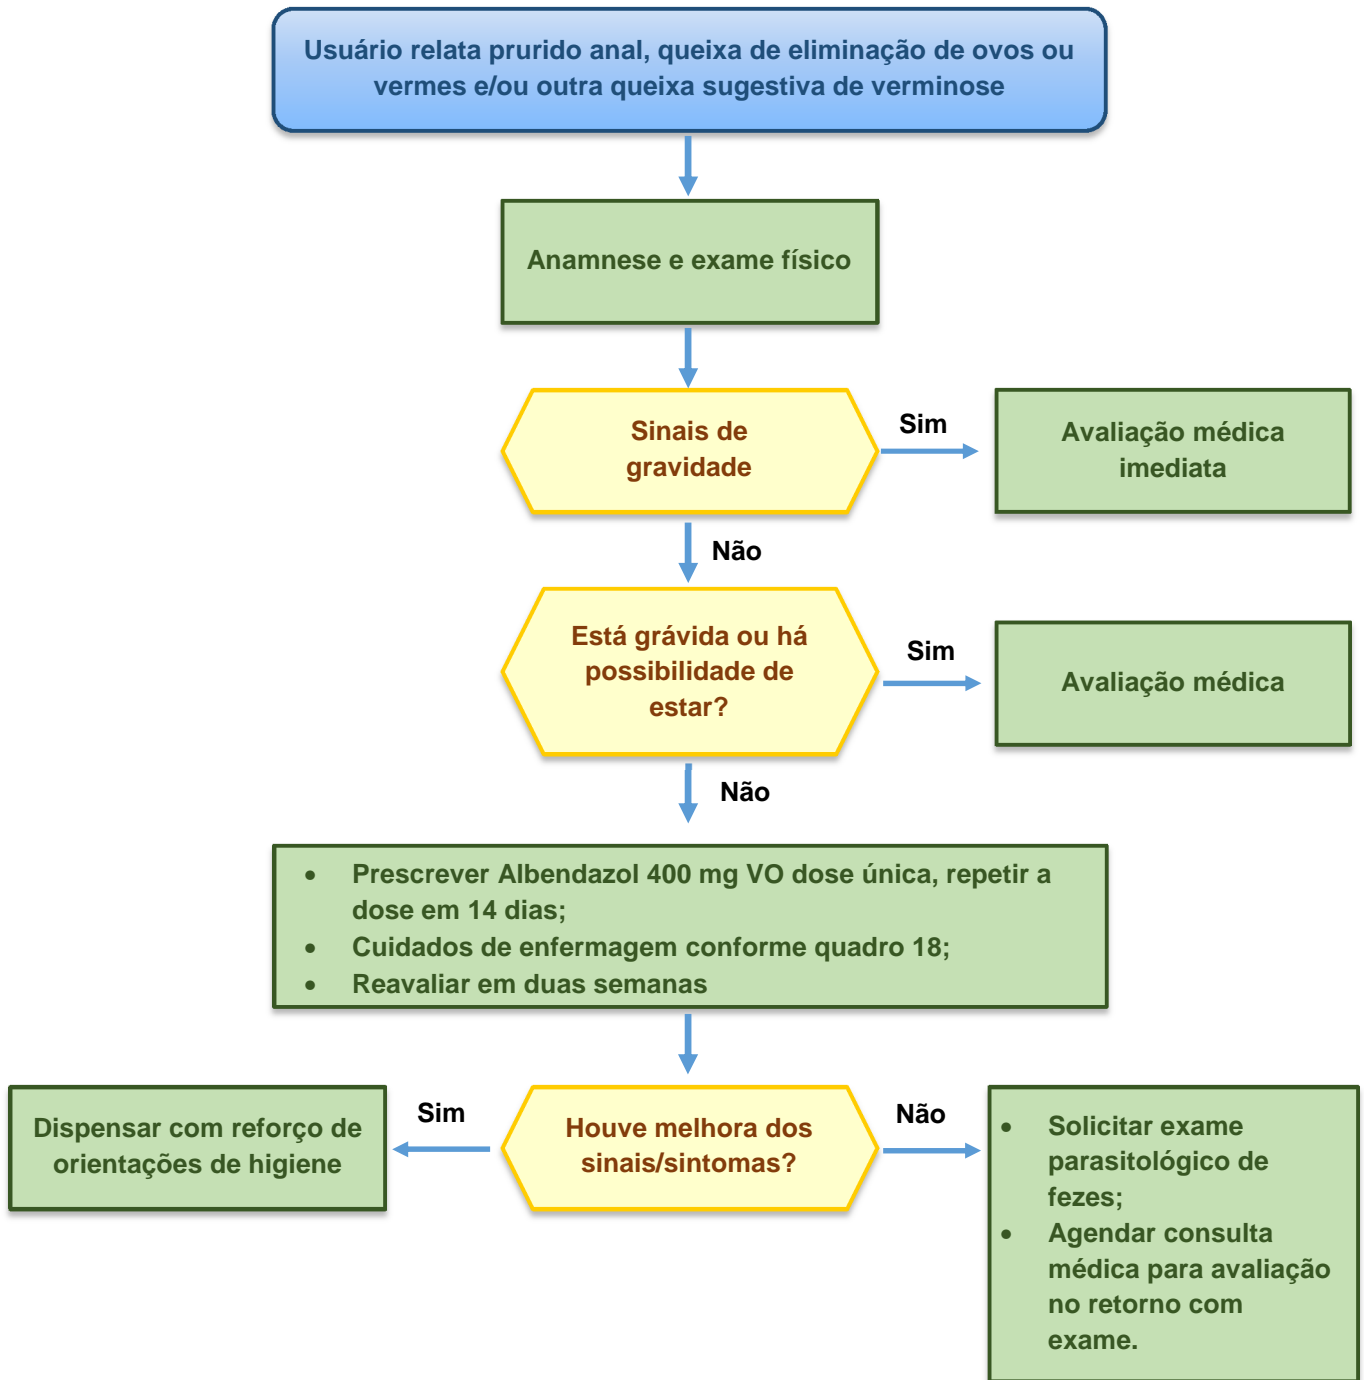 Usuário relata prurido anal, queixa de eliminação de ovos ou
vermes e/ou outra queixa sugestiva de verminose
Anamnese e exame físico
Sinais de
gravidade
Sim
Avaliação médica
imediata
Não
Está grávida ou há
possibilidade de
estar?
Sim
Avaliação médica
Não
• Prescrever Albendazol 400 mg VO dose única, repetir a
dose em 14 dias;
• Cuidados de enfermagem conforme quadro 18;
• Reavaliar em duas semanas
Houve melhora dos
sinais/sintomas?
Sim
Dispensar com reforço de
orientações de higiene
Não
• Solicitar exame
parasitológico de
fezes;
• Agendar consulta
médica para avaliação
no retorno com
exame.